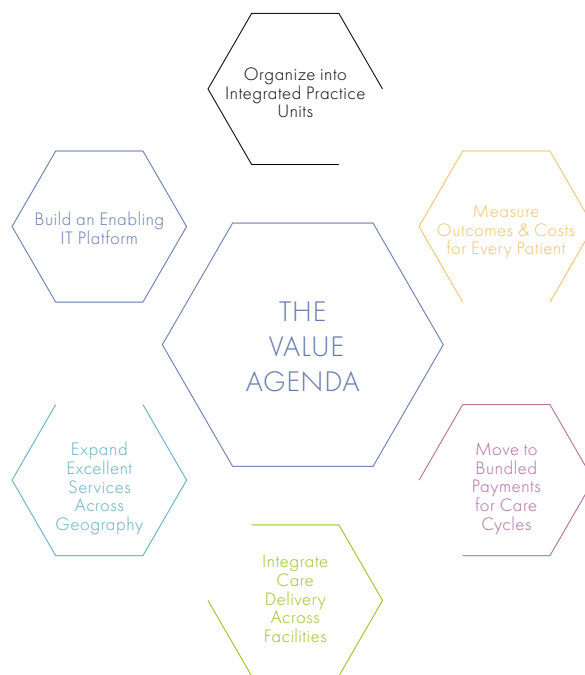 Organize into
Integrated Practice
Units
Measure
Outcomes & Costs
for Every Patient
Move to
Bundled
Payments
for Care
Cycles
Integrate
Care
Delivery
Across
Facilities
Expand
Excellent
Services
Across
Geography
Build an Enabling
IT Platform
THE
VALUE
AGENDA